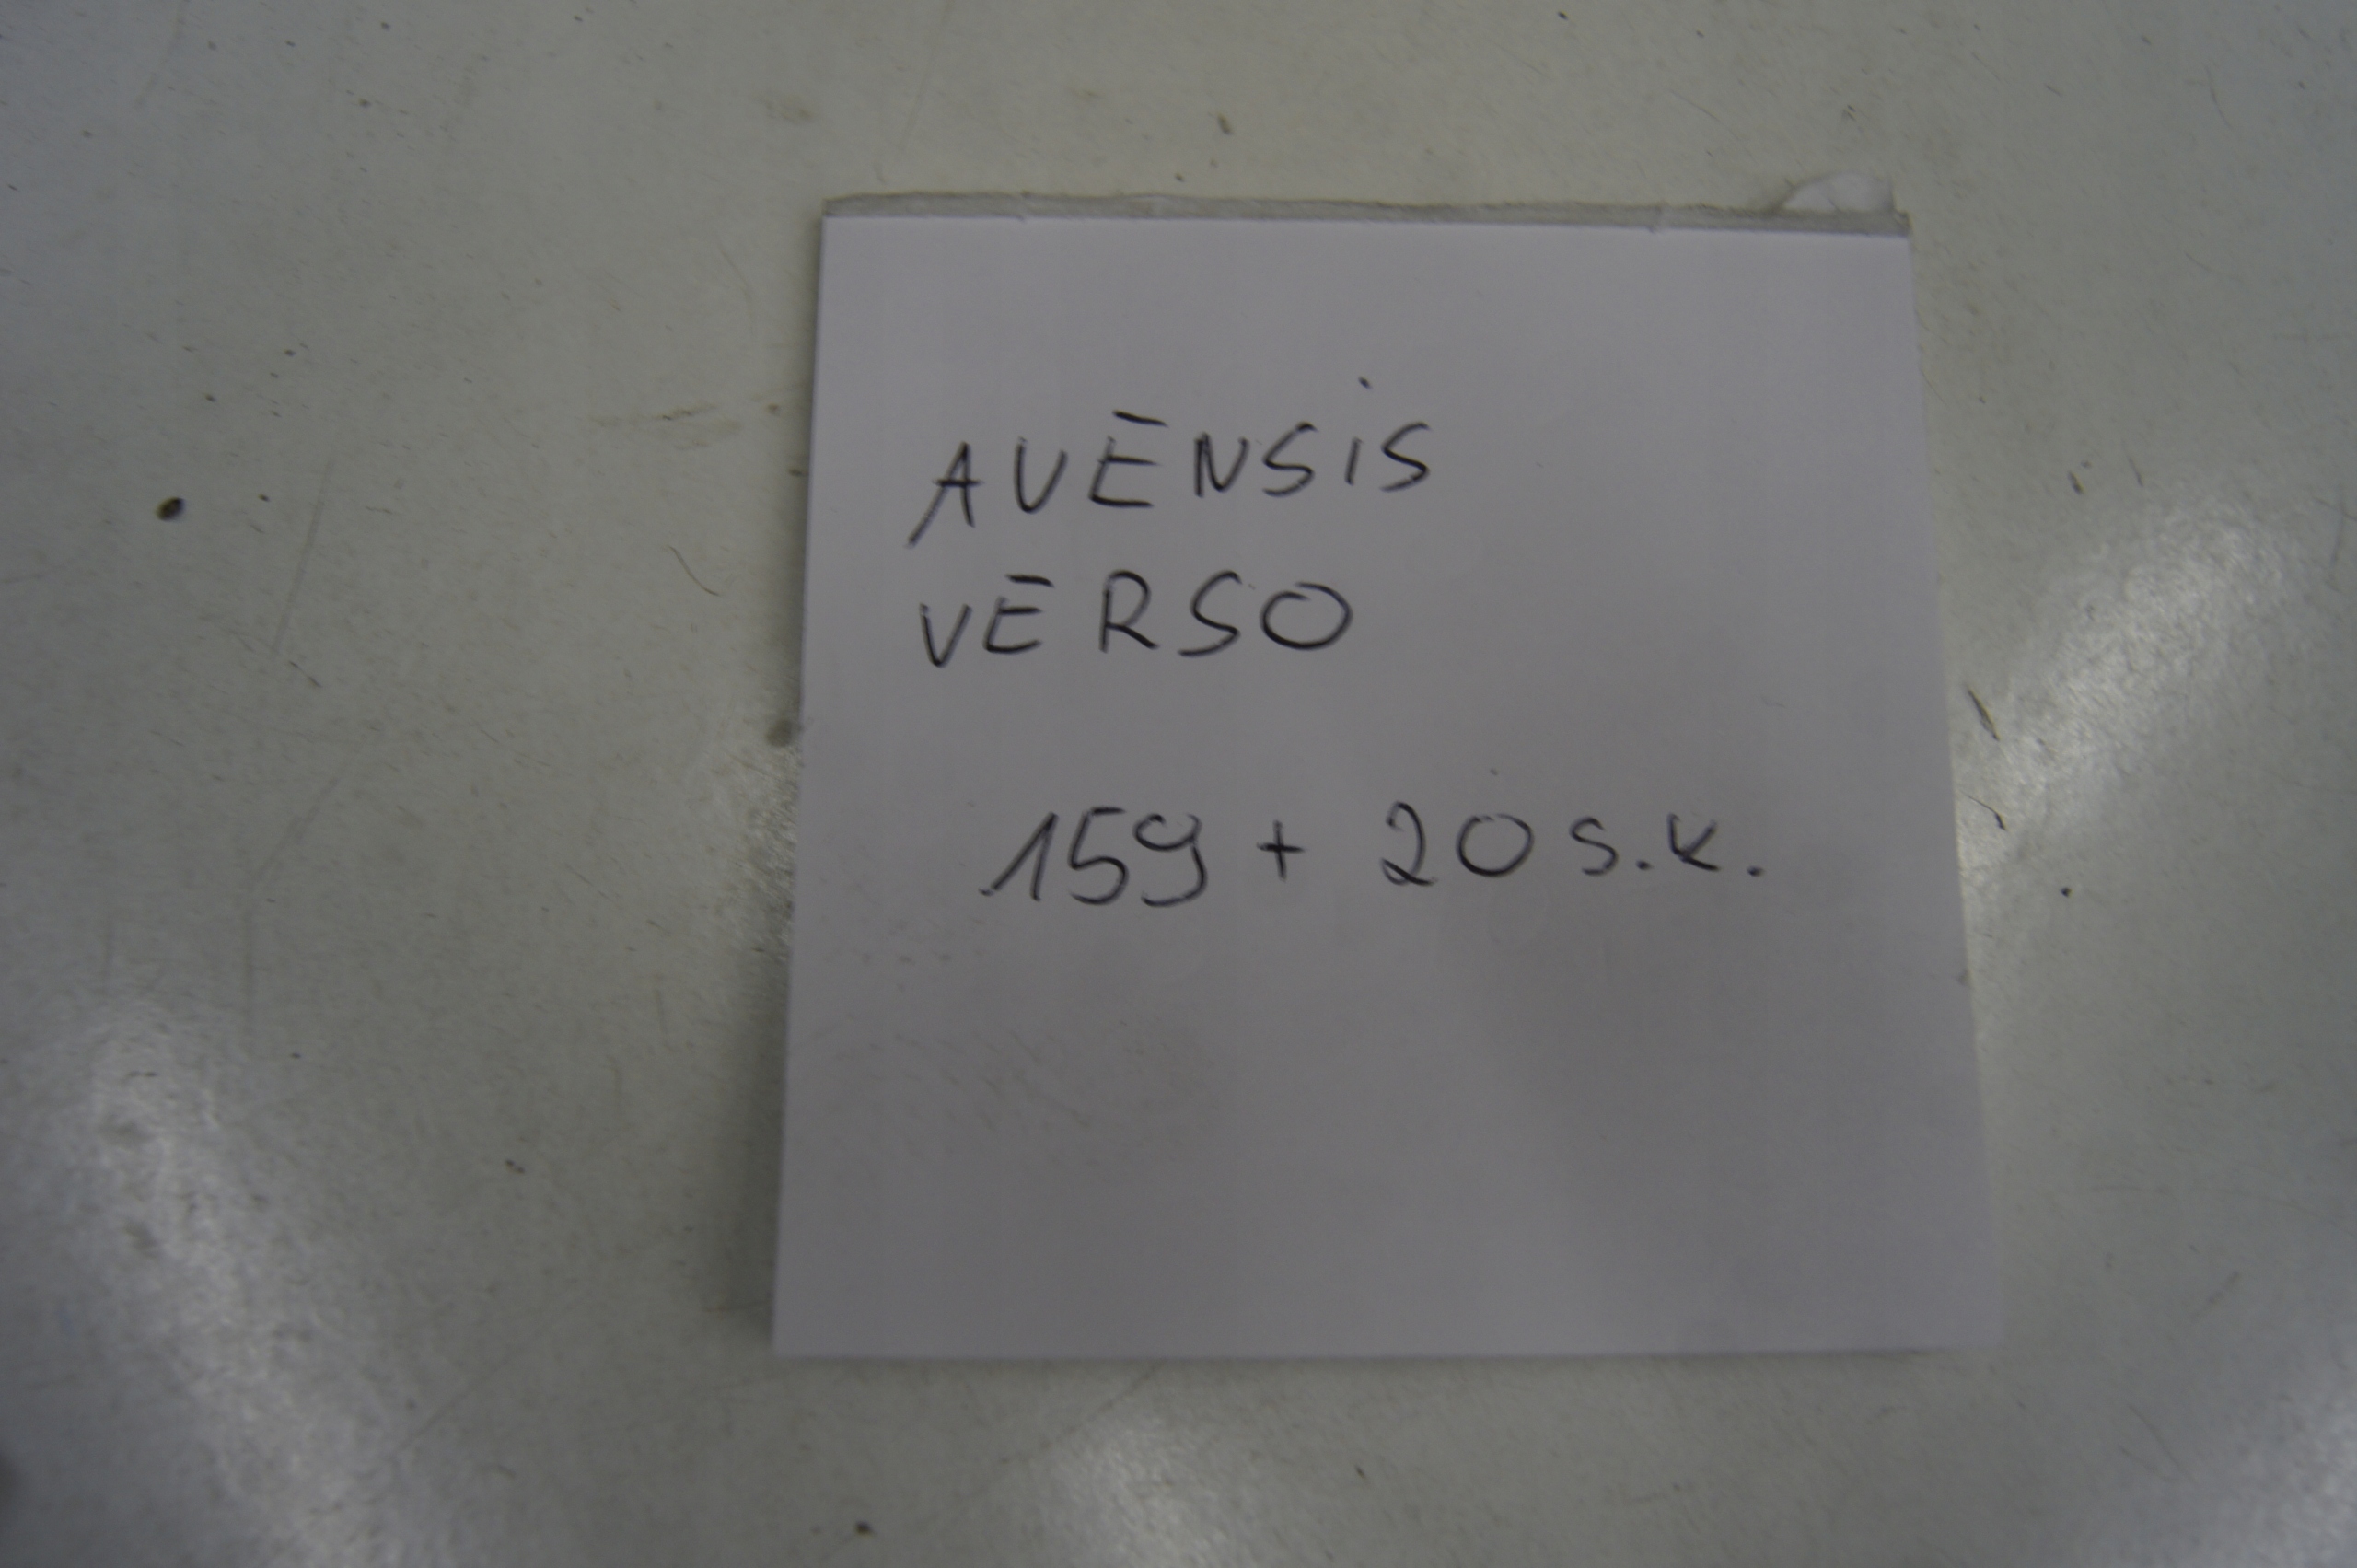 AVENSiS
VERSO
159 + 20 s.k.